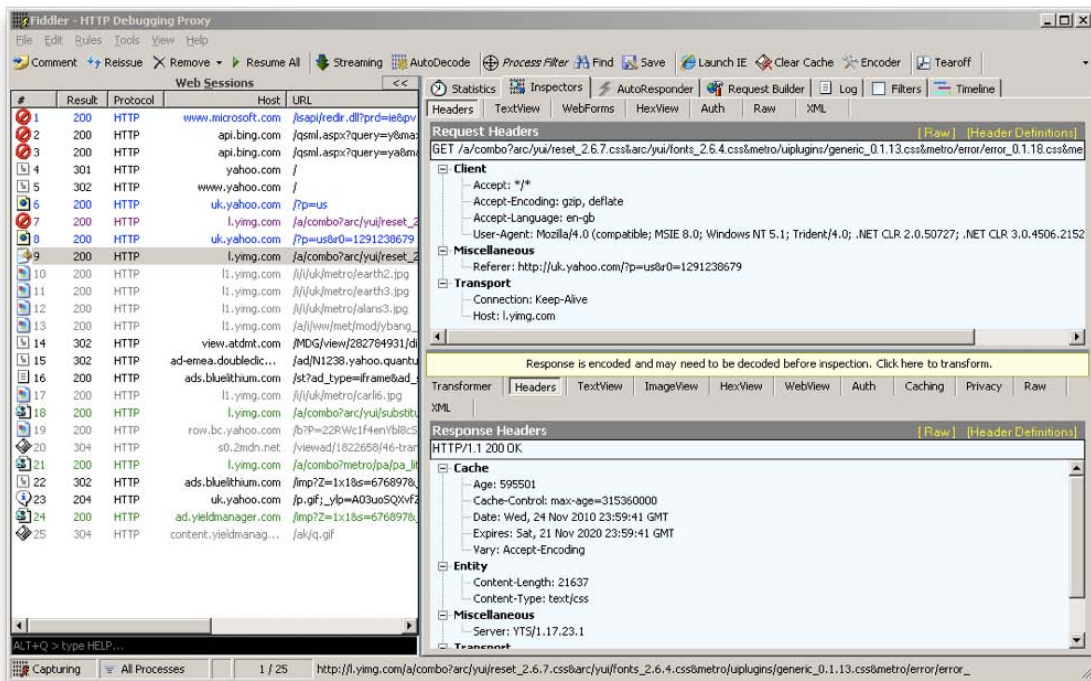 Fiddler - HTTP Debugging Proxy
File Edit Rules Tools View Help
Comment Reissue Remove Resume All Streaming AutoDecode Process Filter Find Save Launch IE Clear Cache Encoder Tearoff
Web Sessions <<
# Result Protocol Host URL
1 200 HTTP www.microsoft.com /isapi/redir.dll?prd=ie&pv
2 200 HTTP api.bing.com /qsml.aspx?query=y&ma
3 200 HTTP api.bing.com /qsml.aspx?query=ya&m
4 301 HTTP yahoo.com /
5 302 HTTP www.yahoo.com /
6 200 HTTP uk.yahoo.com /?p=us
7 200 HTTP l.yimg.com /a/combo?arc/yui/reset_2
8 200 HTTP uk.yahoo.com /?p=us&r0=1291238679
9 200 HTTP l.yimg.com /a/combo?arc/yui/reset_2
10 200 HTTP l1.yimg.com /i/i/uk/metro/earth2.jpg
11 200 HTTP l1.yimg.com /i/i/uk/metro/earth3.jpg
12 200 HTTP l1.yimg.com /i/i/uk/metro/alans3.jpg
13 200 HTTP l1.yimg.com /a/i/ww/met/mod/ybang_
14 302 HTTP view.atdmt.com /MDG/view/282784931/di
15 302 HTTP ad-emea.doubleclic... /ad/N1238.yahoo.quantu
16 200 HTTP ads.bluelithium.com /st?ad_type=iframe&ad_
17 200 HTTP l1.yimg.com /i/i/uk/metro/carli6.jpg
18 200 HTTP l.yimg.com /a/combo?arc/yui/substitu
19 200 HTTP row.bc.yahoo.com /b?P=22RWc1f4enYbl8cS
20 304 HTTP s0.2mdn.net /viewad/1822658/46-tran
21 200 HTTP l.yimg.com /a/combo?metro/pa/pa_lit
22 302 HTTP ads.bluelithium.com /imp?Z=1x1&s=676897&
23 204 HTTP uk.yahoo.com /p.gif;_ylp=A03uoSQXvfZ
24 200 HTTP ad.yieldmanager.com /imp?Z=1x1&s=676897&
25 304 HTTP content.yieldmanag... /ak/q.gif
ALT+Q > type HELP...
Statistics Inspectors AutoResponder Request Builder Log Filters Timeline
Headers TextView WebForms HexView Auth Raw XML
Request Headers [ Raw ] [Header Definitions]
GET /a/combo?arc/yui/reset_2.6.7.css&arc/yui/fonts_2.6.4.css&metro/uiplugins/generic_0.1.13.css&metro/error/error_0.1.18.css&me
Client
Accept: */*
Accept-Encoding: gzip, deflate
Accept-Language: en-gb
User-Agent: Mozilla/4.0 (compatible; MSIE 8.0; Windows NT 5.1; Trident/4.0; .NET CLR 2.0.50727; .NET CLR 3.0.4506.2152
Miscellaneous
Referer: http://uk.yahoo.com/?p=us&r0=1291238679
Transport
Connection: Keep-Alive
Host: l.yimg.com
Response is encoded and may need to be decoded before inspection. Click here to transform.
Transformer Headers TextView ImageView HexView WebView Auth Caching Privacy Raw
XML
Response Headers [ Raw ] [Header Definitions]
HTTP/1.1 200 OK
Cache
Age: 595501
Cache-Control: max-age=315360000
Date: Wed, 24 Nov 2010 23:59:41 GMT
Expires: Sat, 21 Nov 2020 23:59:41 GMT
Vary: Accept-Encoding
Entity
Content-Length: 21637
Content-Type: text/css
Miscellaneous
Server: YTS/1.17.23.1
Transport
Capturing All Processes 1 / 25 http://l.yimg.com/a/combo?arc/yui/reset_2.6.7.css&arc/yui/fonts_2.6.4.css&metro/uiplugins/generic_0.1.13.css&metro/error/error_